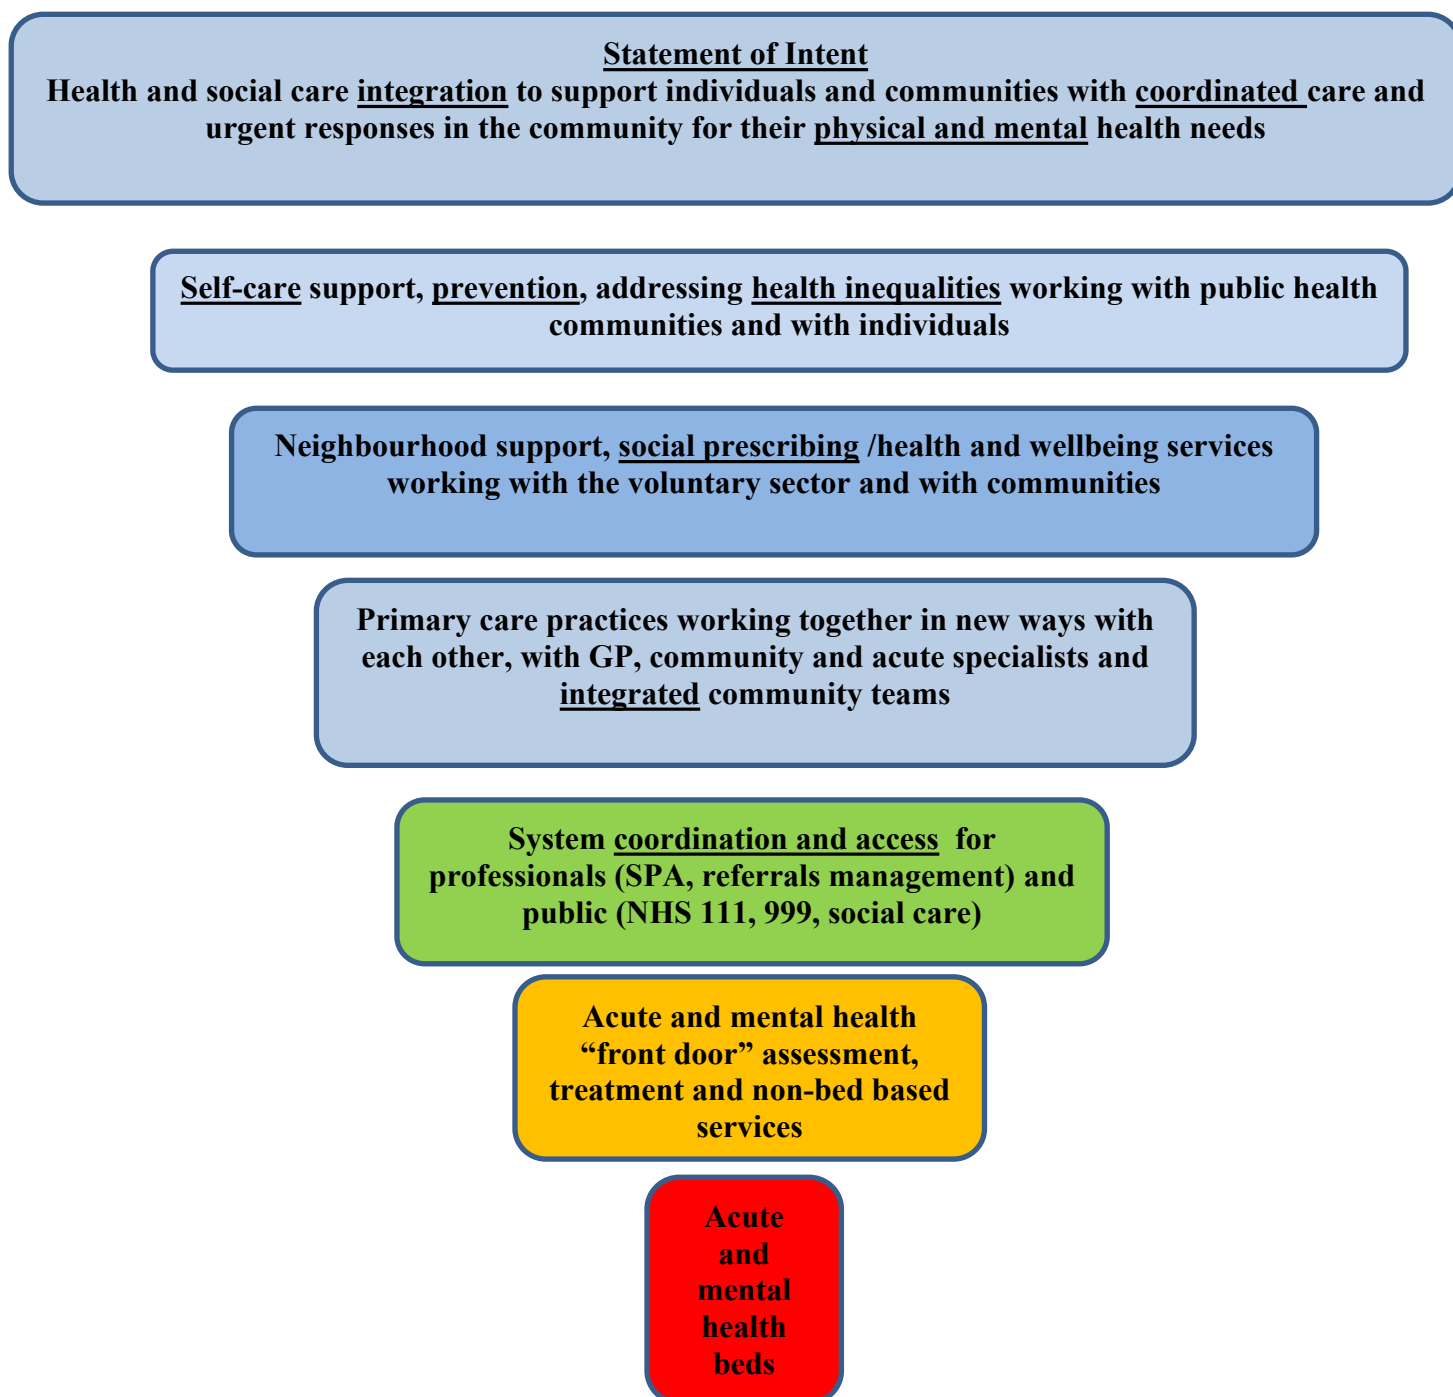 Statement of Intent
Health and social care integration to support individuals and communities with coordinated care and
urgent responses in the community for their physical and mental health needs
Self-care support, prevention, addressing health inequalities working with public health
communities and with individuals
Neighbourhood support, social prescribing /health and wellbeing services
working with the voluntary sector and with communities
Primary care practices working together in new ways with
each other, with GP, community and acute specialists and
integrated community teams
System coordination and access for
professionals (SPA, referrals management) and
public (NHS 111, 999, social care)
Acute and mental health
“front door” assessment,
treatment and non-bed based
services
Acute
and
mental
health
beds